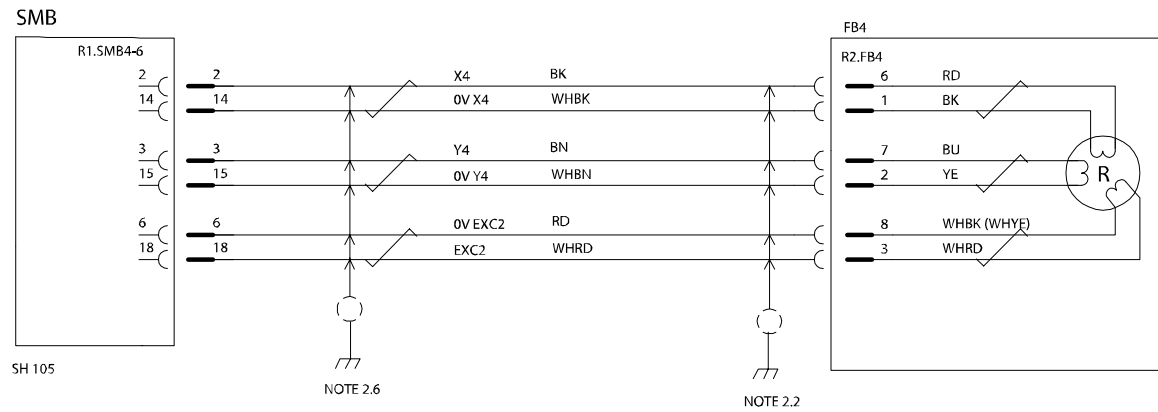 SMB
R1.SMB4-6
2 2 X4 BK
14 14 0V X4 WHBK
3 3 Y4 BN
15 15 0V Y4 WHBN
6 6 0V EXC2 RD
18 18 EXC2 WHRD
SH 105
NOTE 2.6
NOTE 2.2
FB4
R2.FB4
6 RD
1 BK
7 BU
2 YE
8 WHBK (WHYE)
3 WHRD
R